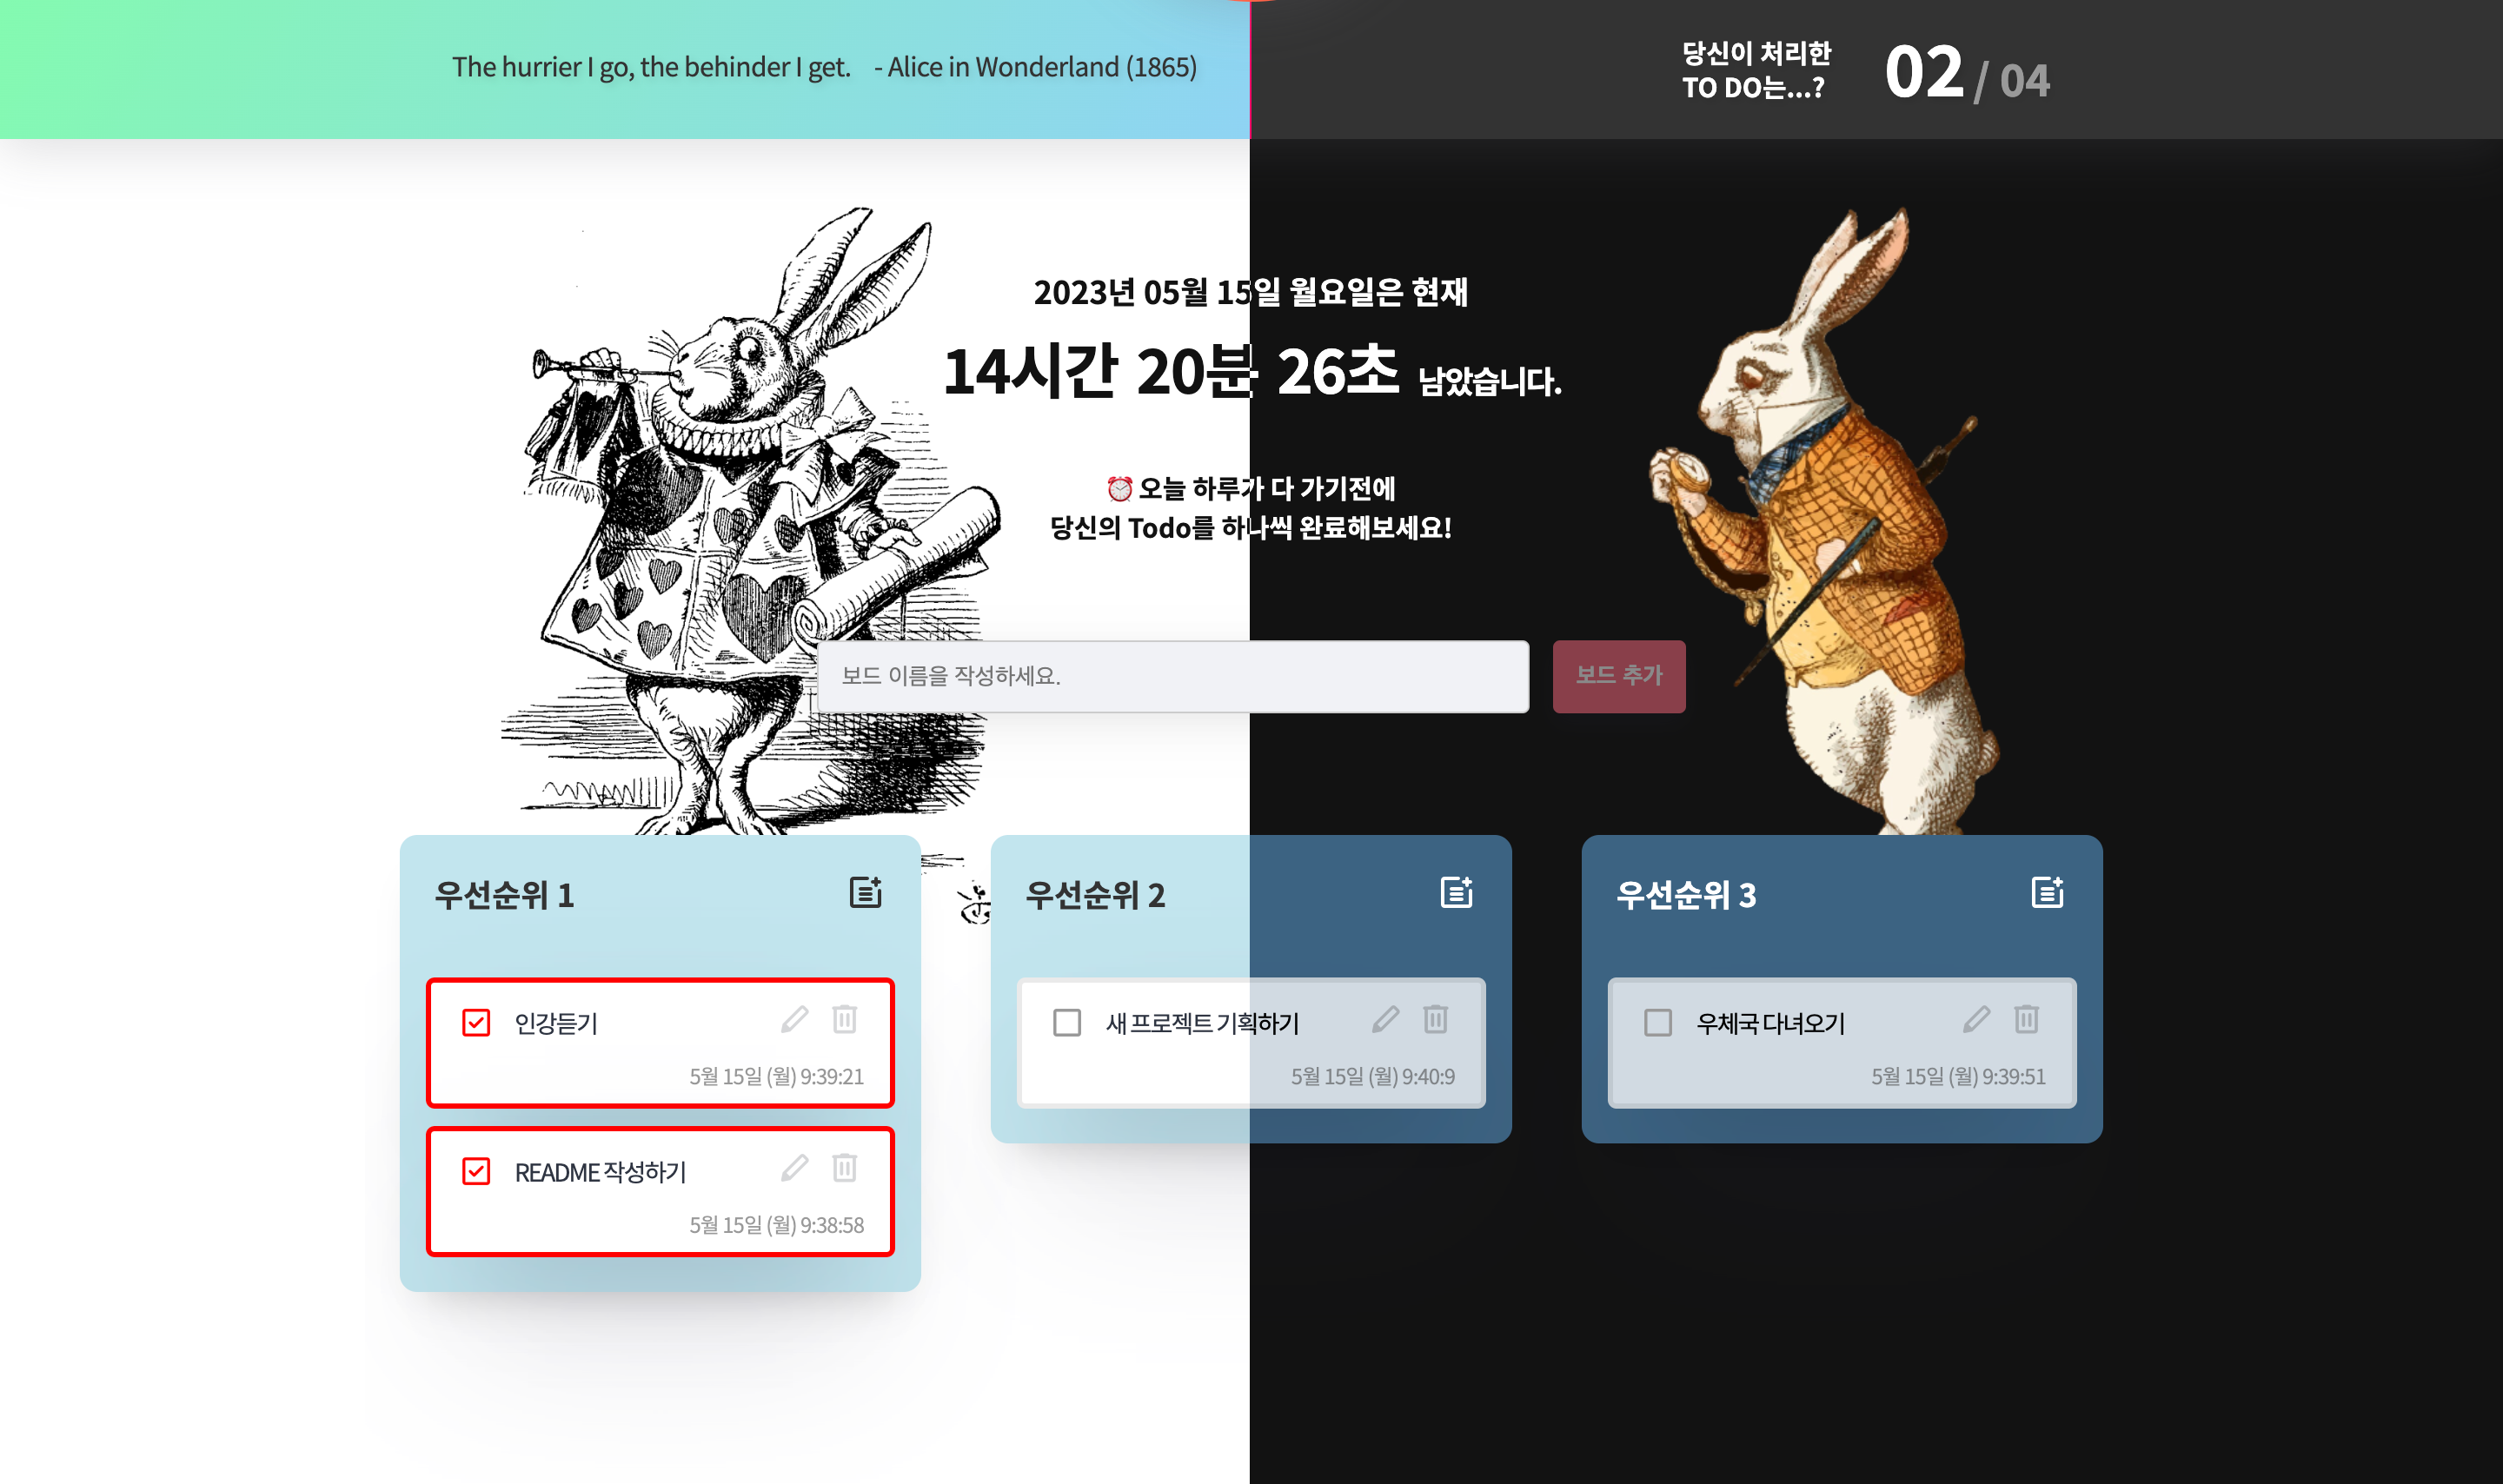 The hurrier I go, the behinder I get. - Alice in Wonderland (1865)
당신이 처리한
TO DO는...?
02 / 04
2023년 05월 15일 월요일은 현재
14시간 20분 26초 남았습니다.
⏰오늘 하루가 다 가기전에
당신의 Todo를 하나씩 완료해보세요!
보드 이름을 작성하세요.
보드 추가
우선순위 1
인강듣기
5월 15일 (월) 9:39:21
README 작성하기
5월 15일 (월) 9:38:58
우선순위 2
새 프로젝트 기획하기
5월 15일 (월) 9:40:9
우선순위 3
우체국 다녀오기
5월 15일 (월) 9:39:51